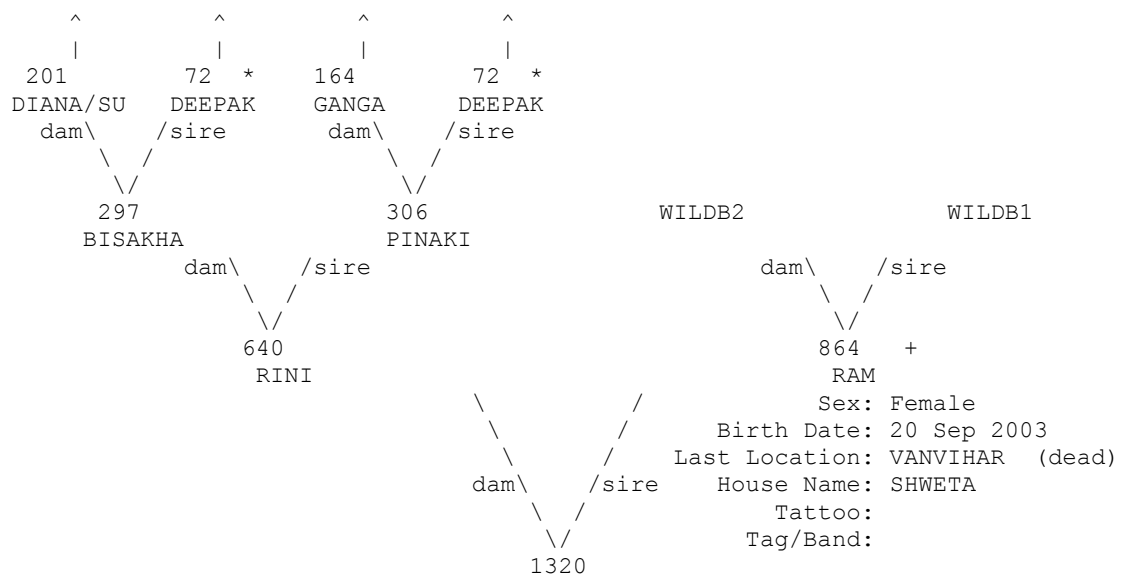 ^ ^ ^ ^
| | | |
201 72 * 164 72 *
DIANA/SU DEEPAK GANGA DEEPAK
dam\ /sire dam\ /sire
\ / \ /
\/ \/
297 306 WILDB2 WILDB1
BISAKHA PINAKI
dam\ /sire dam\ /sire
\ / \ /
\/ \/
640 864 +
RINI RAM
\ / Sex: Female
\ / Birth Date: 20 Sep 2003
\ / Last Location: VANVIHAR (dead)
dam\ /sire House Name: SHWETA
\ / Tattoo:
\/ Tag/Band:
1320